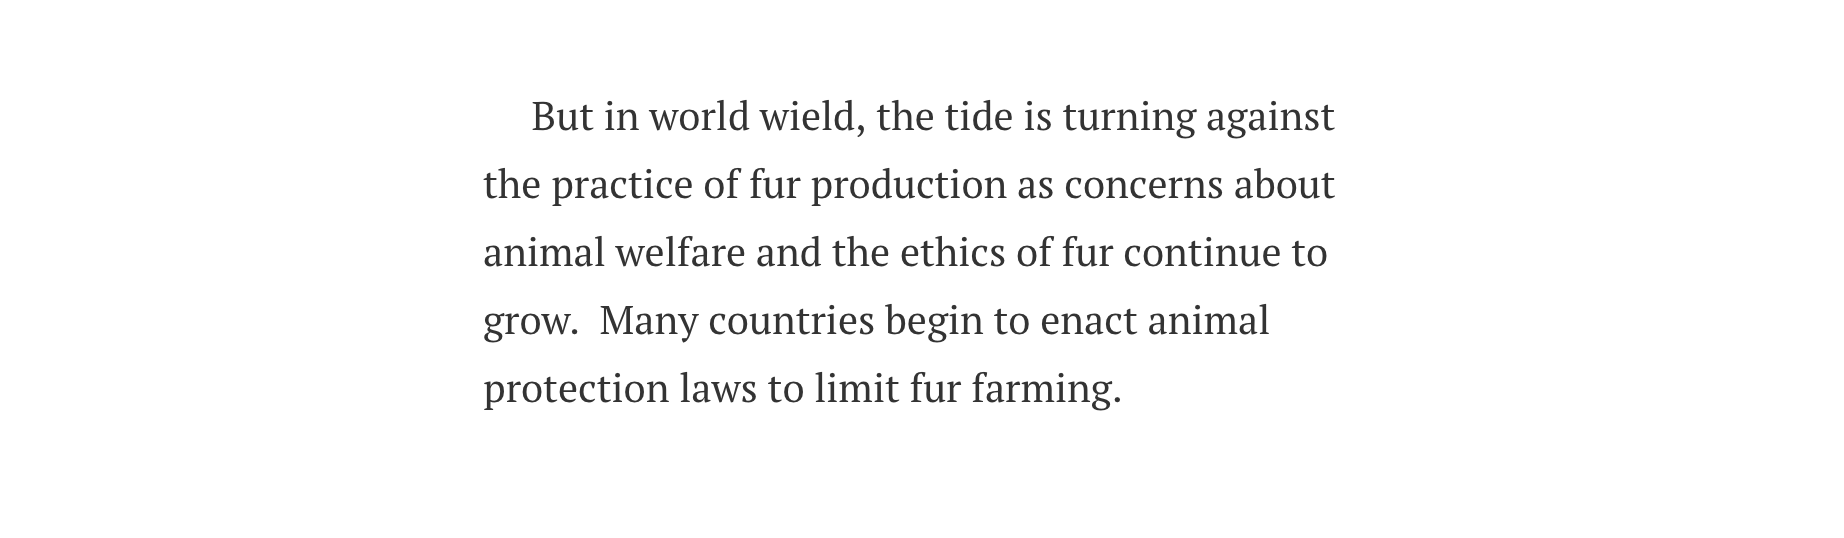 But in world wield, the tide is turning against
the practice of fur production as concerns about
animal welfare and the ethics of fur continue to
grow.  Many countries begin to enact animal
protection laws to limit fur farming.